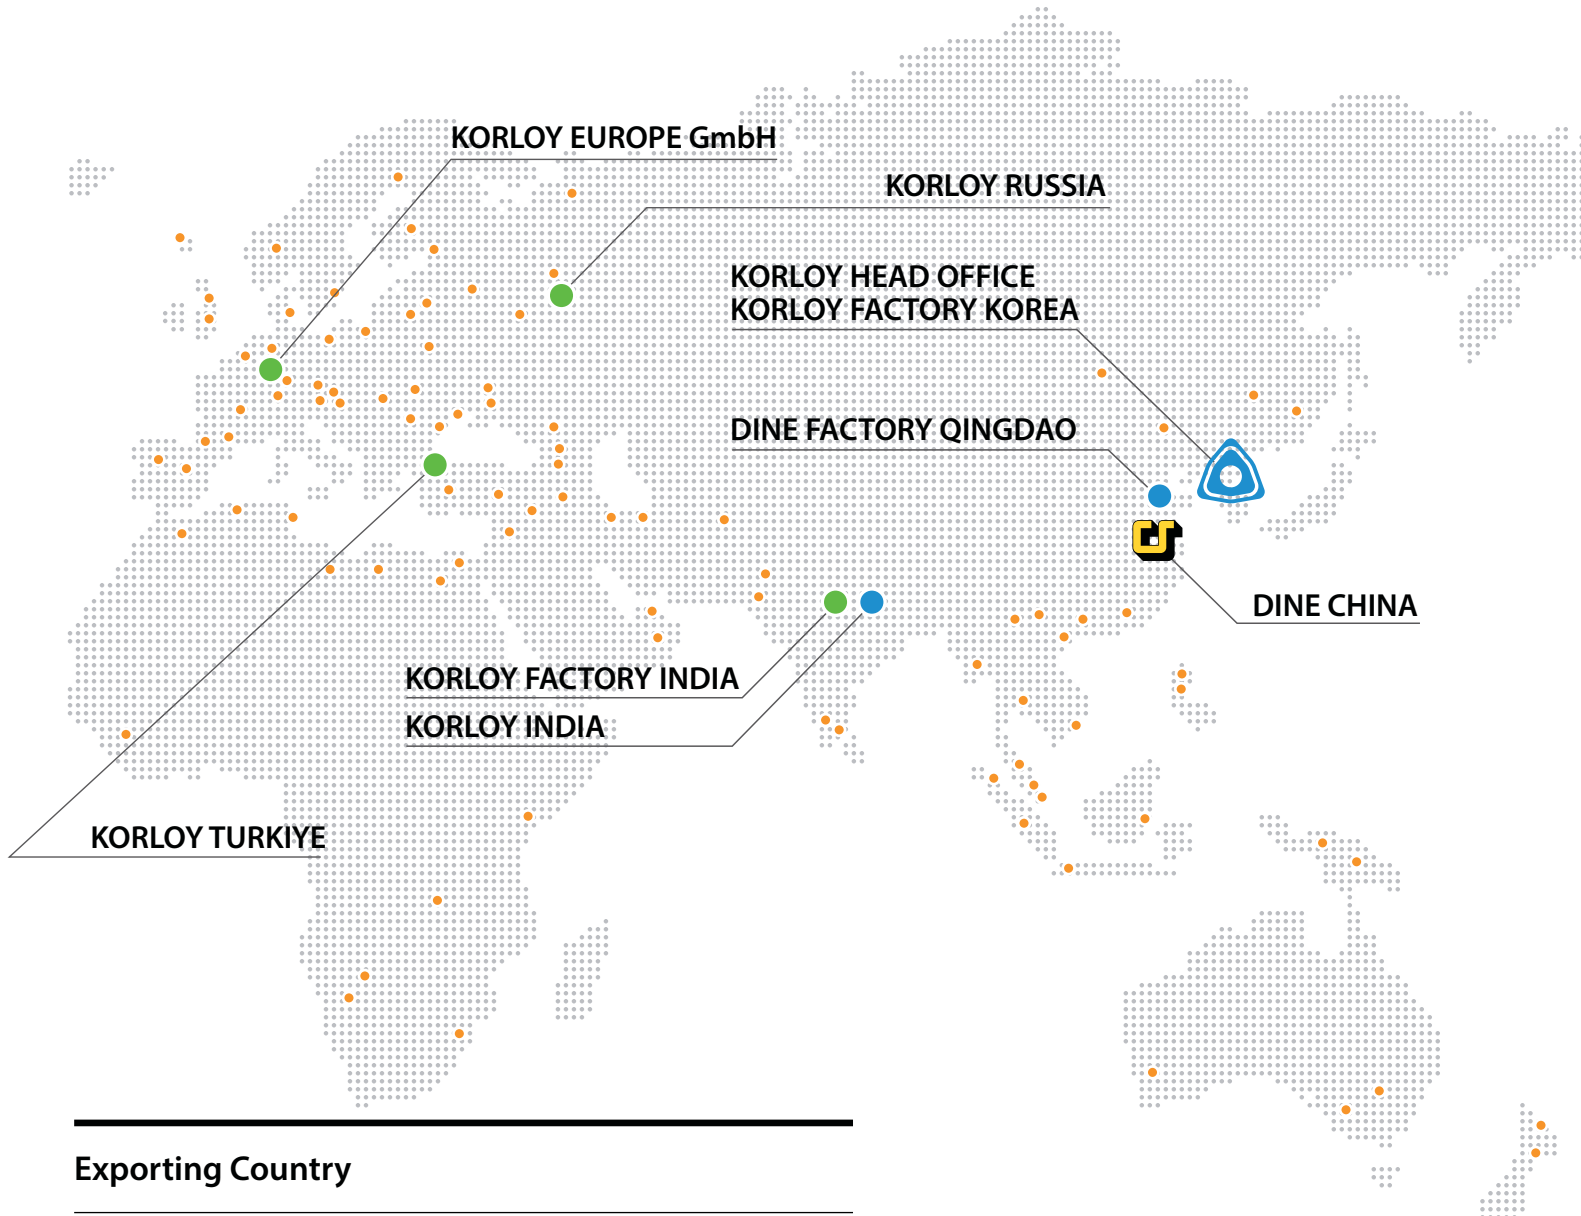 KORLOY EUROPE GmbH
KORLOY RUSSIA
KORLOY HEAD OFFICE
KORLOY FACTORY KOREA
DINE FACTORY QINGDAO
DINE CHINA
KORLOY FACTORY INDIA
KORLOY INDIA
KORLOY TURKIYE
Exporting Country